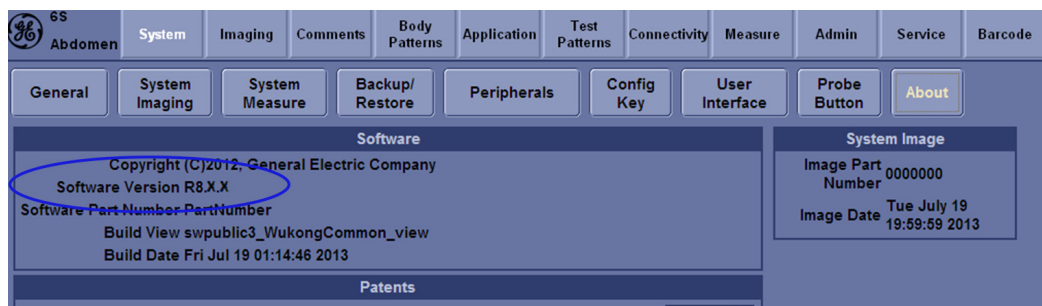 GE
6S
Abdomen
System
Imaging
Comments
Body
Patterns
Application
Test
Patterns
Connectivity
Measure
Admin
Service
Barcode
General
System
Imaging
System
Measure
Backup/
Restore
Peripherals
Config
Key
User
Interface
Probe
Button
About
Software
Copyright (C)2012, General Electric Company
Software Version R8.X.X
Software Part Number PartNumber
Build View swpublic3_WukongCommon_view
Build Date Fri Jul 19 01:14:46 2013
Patents
System Image
Image Part
Number
0000000
Image Date
Tue July 19
19:59:59 2013